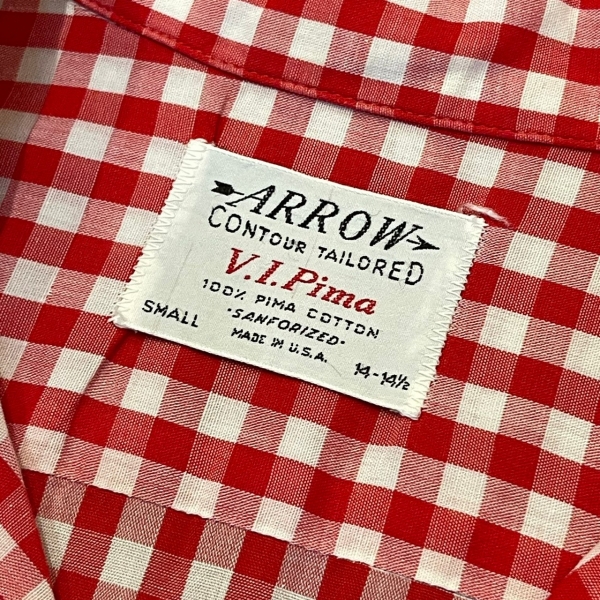 ARROW
CONTOUR TAILORED
V.I.Pima
100% PIMA COTTON
"SANFORIZED"
SMALL
MADE IN U.S.A.
14-14½